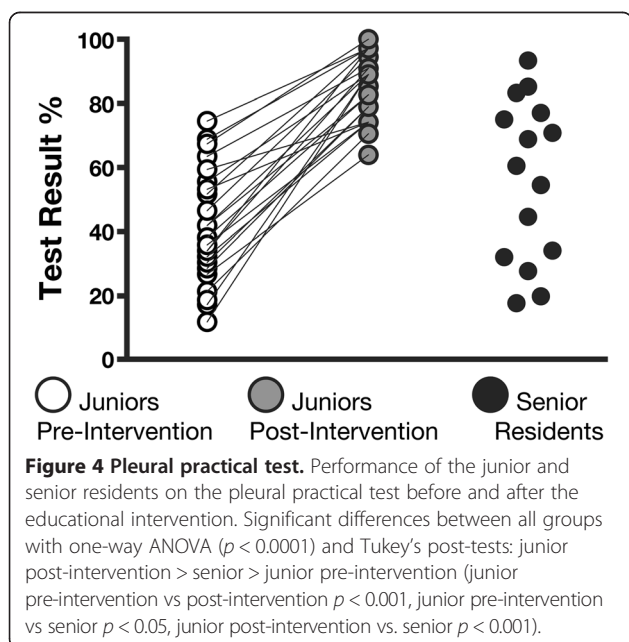 100
80
60
40
20
0
Test Result %
Juniors Pre-Intervention
Juniors Post-Intervention
Senior Residents
Figure 4 Pleural practical test. Performance of the junior and
senior residents on the pleural practical test before and after the
educational intervention. Significant differences between all groups
with one-way ANOVA (p < 0.0001) and Tukey's post-tests: junior
post-intervention > senior > junior pre-intervention (junior
pre-intervention vs post-intervention p < 0.001, junior pre-intervention
vs senior p < 0.05, junior post-intervention vs. senior p < 0.001).